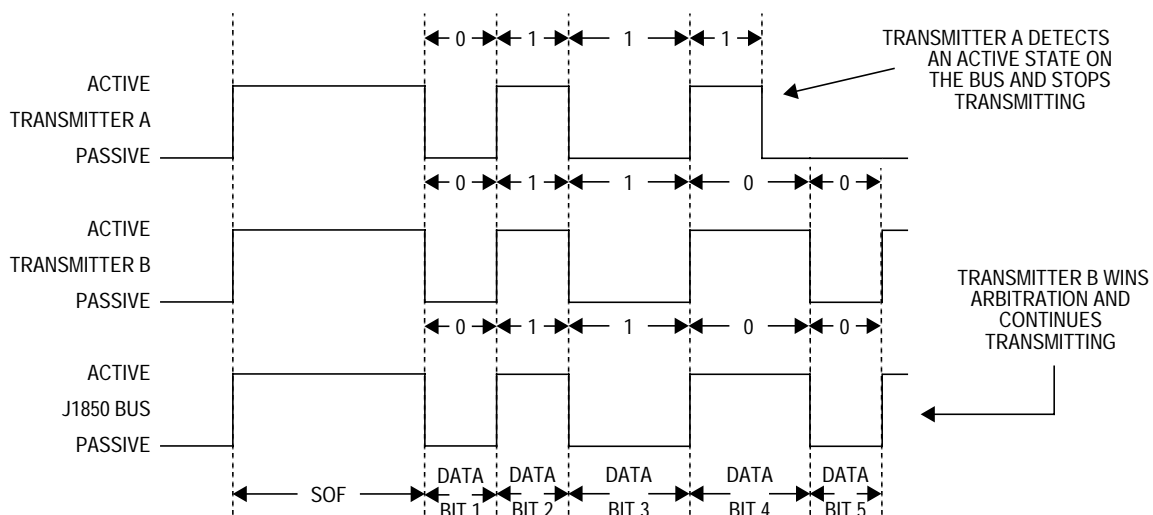 0 1 1 1
TRANSMITTER A DETECTS
AN ACTIVE STATE ON
THE BUS AND STOPS
TRANSMITTING
ACTIVE
TRANSMITTER A
PASSIVE
0 1 1 0 0
ACTIVE
TRANSMITTER B
PASSIVE
TRANSMITTER B WINS
ARBITRATION AND
CONTINUES
TRANSMITTING
0 1 1 0 0
ACTIVE
J1850 BUS
PASSIVE
SOF
DATA
BIT 1
DATA
BIT 2
DATA
BIT 3
DATA
BIT 4
DATA
BIT 5